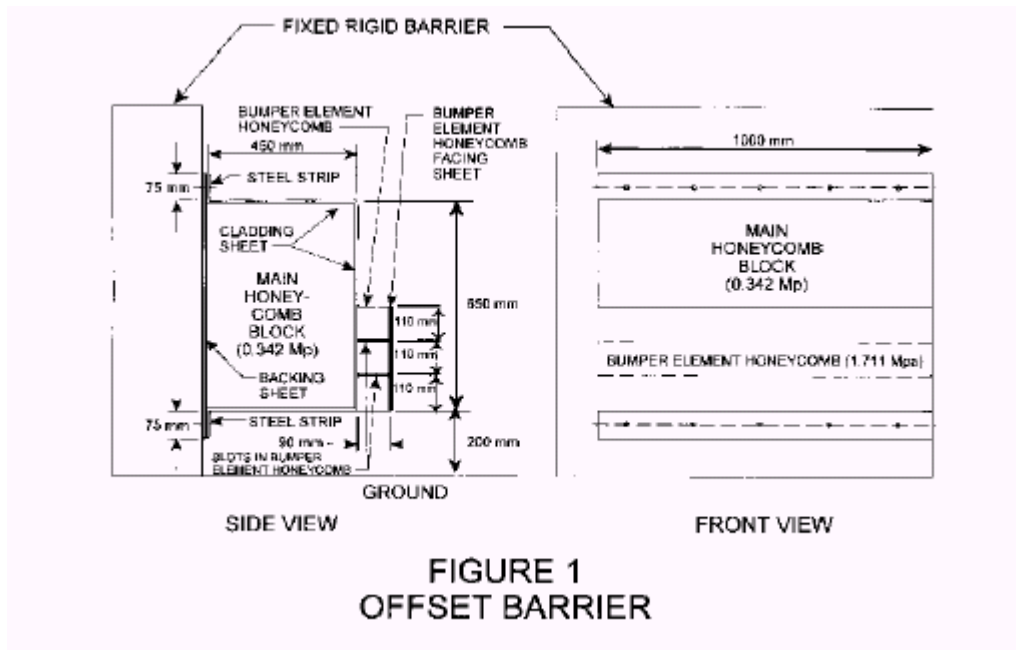 FIXED RIGID BARRIER
BUMPER ELEMENT
HONEYCOMB
BUMPER
ELEMENT
HONEYCOMB
FACING
SHEET
450 mm
75 mm
STEEL STRIP
CLADDING
SHEET
MAIN
HONEY-
COMB
BLOCK
(0.342 Mp)
650 mm
110 mm
110 mm
110 mm
BACKING
SHEET
75 mm
STEEL STRIP
90 mm
200 mm
SLOTS IN BUMPER
ELEMENT HONEYCOMB
GROUND
SIDE VIEW
1000 mm
MAIN
HONEYCOMB
BLOCK
(0.342 Mp)
BUMPER ELEMENT HONEYCOMB (1.711 Mpa)
FRONT VIEW
FIGURE 1
OFFSET BARRIER